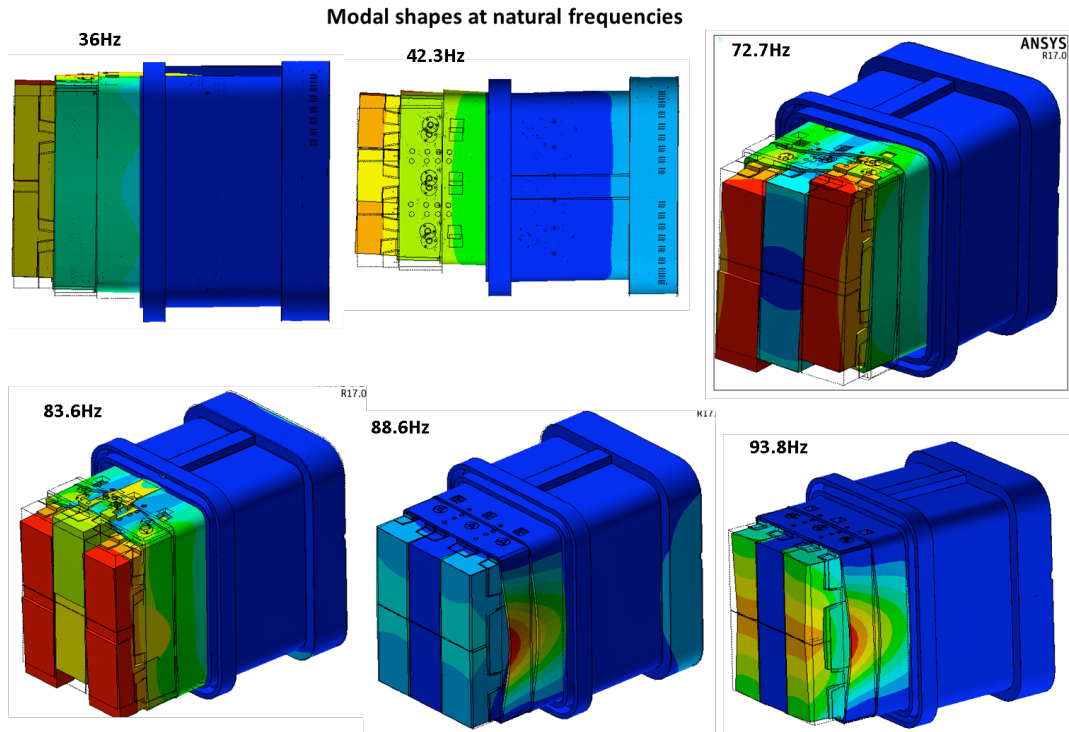 Modal shapes at natural frequencies
36Hz
42.3Hz
72.7Hz
ANSYS
R17.0
83.6Hz
R17.0
88.6Hz
R17.
93.8Hz